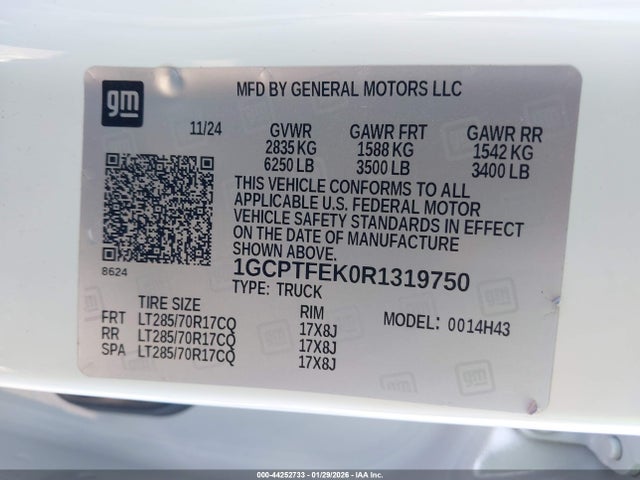 gm
MFD BY GENERAL MOTORS LLC
11/24 GVWR GAWR FRT GAWR RR
2835 KG 1588 KG 1542 KG
6250 LB 3500 LB 3400 LB
THIS VEHICLE CONFORMS TO ALL
APPLICABLE U.S. FEDERAL MOTOR
VEHICLE SAFETY STANDARDS IN EFFECT
ON THE DATE OF MANUFACTURE
SHOWN ABOVE.
8624
1GCPTFEK0R1319750
TYPE: TRUCK
TIRE SIZE RIM
FRT LT285/70R17CQ 17X8J
RR LT285/70R17CQ 17X8J
SPA LT285/70R17CQ 17X8J
MODEL: 0014H43
000-44252733 - 01/29/2026 - IAA Inc.